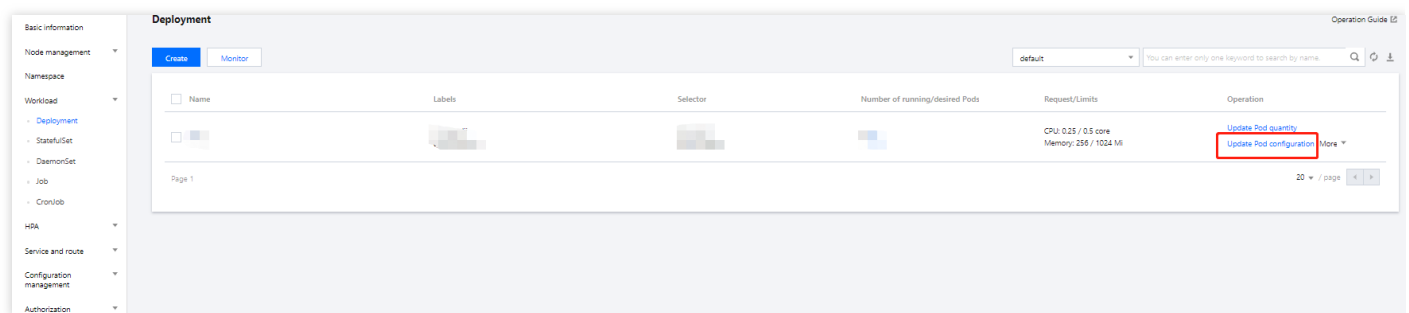 Basic information
Node management
Namespace
Workload
Deployment
StatefulSet
DaemonSet
Job
CronJob
HPA
Service and route
Configuration
management
Authorization
Deployment
Operation Guide
Create
Monitor
default
You can enter only one keyword to search by name.
Name
Labels
Selector
Number of running/desired Pods
Request/Limits
Operation
CPU: 0.25 / 0.5 core
Memory: 256 / 1024 Mi
Update Pod quantity
Update Pod configuration More
Page 1
20 / page